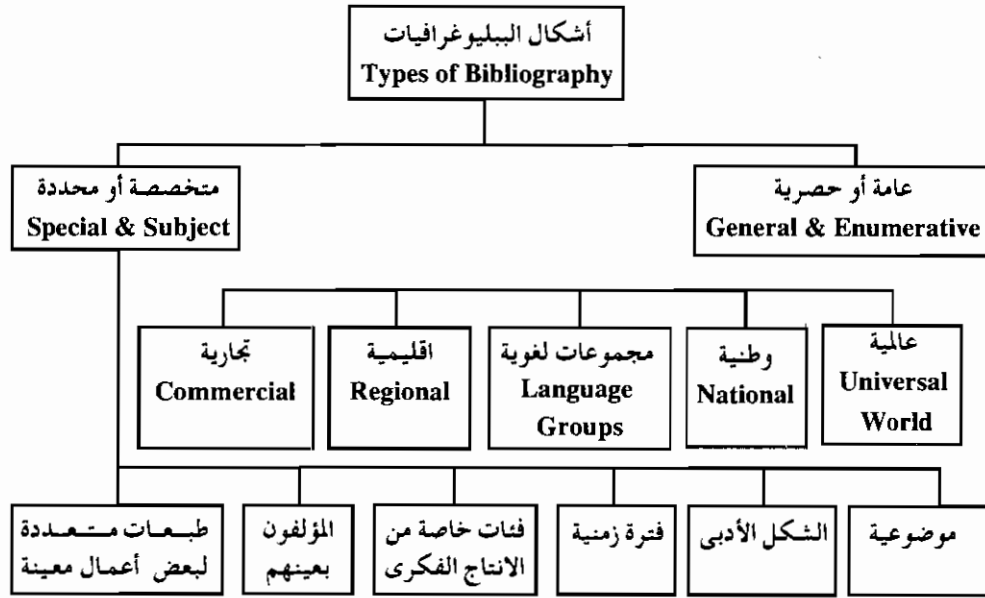 أشكال الببليوغرافيات
Types of Bibliography
عامة أو حصرية
General & Enumerative
متخصصة أو محددة
Special & Subject
عالمية
Universal
World
وطنية
National
مجموعات لغوية
Language
Groups
اقليمية
Regional
تجارية
Commercial
موضوعية
الشكل الأدبى
فترة زمنية
فئات خاصة من
الانتاج الفكرى
المؤلفون
بعينهم
طبعات متعددة
لبعض أعمال معينة